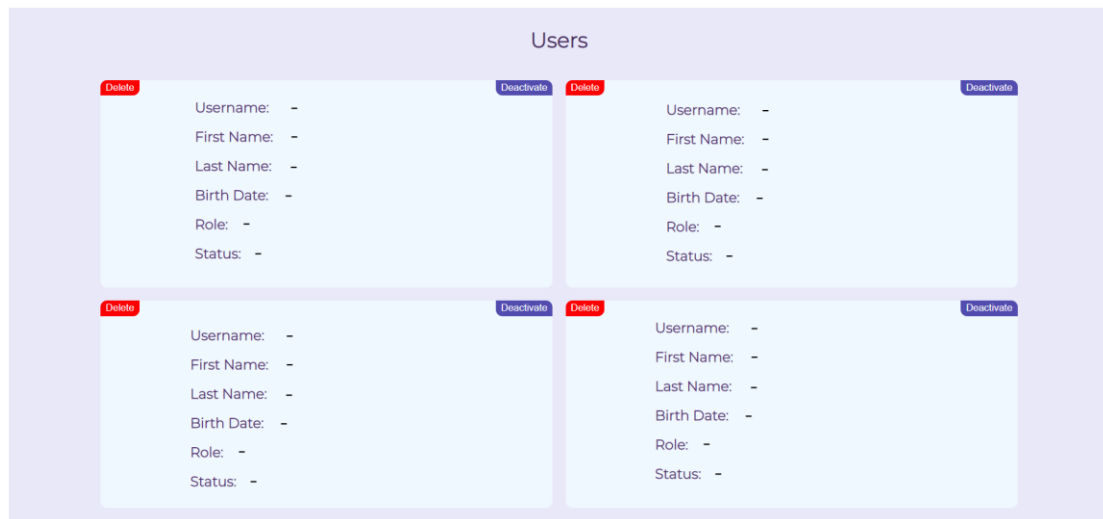 Users
Delete
Deactivate
Username: -
First Name: -
Last Name: -
Birth Date: -
Role: -
Status: -
Delete
Deactivate
Username: -
First Name: -
Last Name: -
Birth Date: -
Role: -
Status: -
Delete
Deactivate
Username: -
First Name: -
Last Name: -
Birth Date: -
Role: -
Status: -
Delete
Deactivate
Username: -
First Name: -
Last Name: -
Birth Date: -
Role: -
Status: -